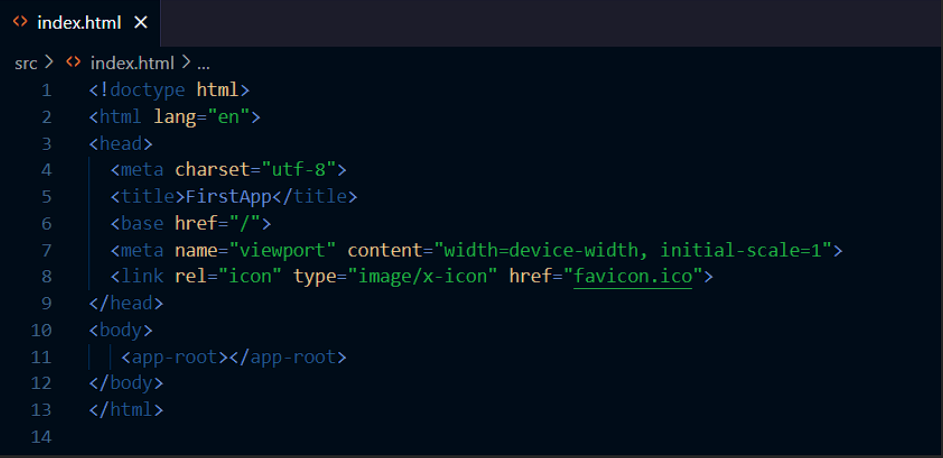 index.html
src > index.html > ...
1 <!doctype html>
2 <html lang="en">
3 <head>
4   <meta charset="utf-8">
5   <title>FirstApp</title>
6   <base href="/">
7   <meta name="viewport" content="width=device-width, initial-scale=1">
8   <link rel="icon" type="image/x-icon" href="favicon.ico">
9 </head>
10 <body>
11    <app-root></app-root>
12 </body>
13 </html>
14